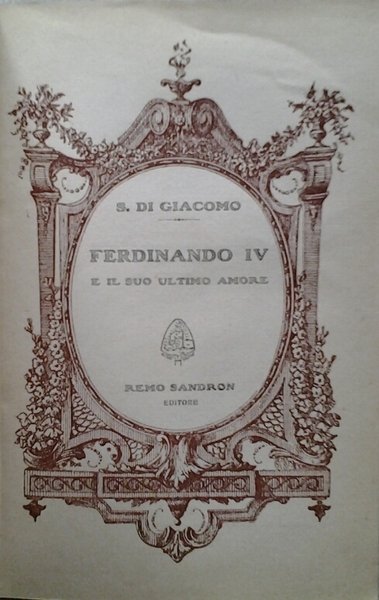 S. DI GIACOMO
FERDINANDO IV
E IL SUO ULTIMO AMORE
REMO SANDRON
EDITORE